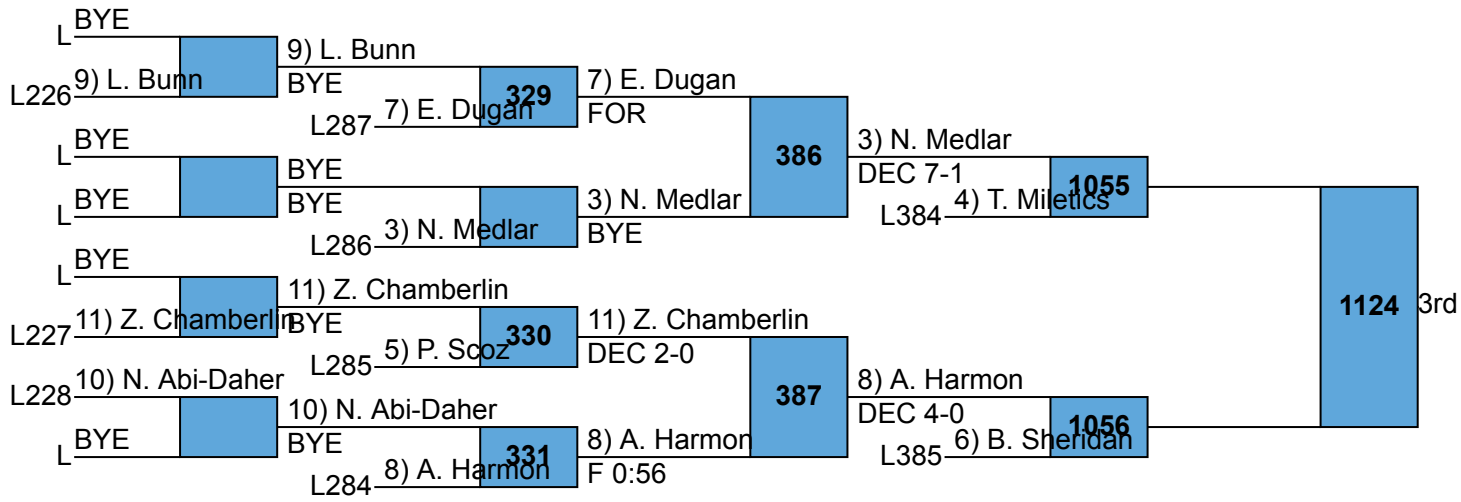 BYE
L
9) L. Bunn
9) L. Bunn
L226
BYE
329
7) E. Dugan
7) E. Dugan
L287
FOR
BYE
L
386
3) N. Medlar
BYE
DEC 7-1
1055
L
BYE
3) N. Medlar
L384
4) T. Miletics
3) N. Medlar
L286
BYE
BYE
L
11) Z. Chamberlin
1124
3rd
11) Z. Chamberlin
L227
BYE
330
11) Z. Chamberlin
5) P. Scoz
L285
DEC 2-0
10) N. Abi-Daher
L228
387
8) A. Harmon
10) N. Abi-Daher
DEC 4-0
1056
BYE
L
BYE
331
8) A. Harmon
6) B. Sheridan
L385
8) A. Harmon
L284
F 0:56